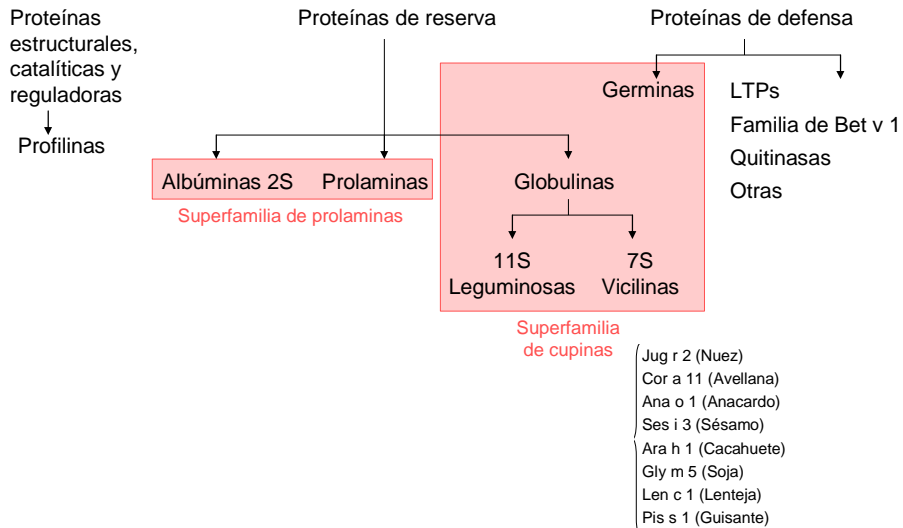 Proteínas
estructurales,
catalíticas y
reguladoras
Profilinas
Proteínas de reserva
Proteínas de defensa
Germinas
LTPs
Familia de Bet v 1
Quitinasas
Otras
Albúminas 2S
Prolaminas
Globulinas
Superfamilia de prolaminas
11S
Leguminosas
7S
Vicilinas
Superfamilia
de cupinas
Jug r 2 (Nuez)
Cor a 11 (Avellana)
Ana o 1 (Anacardo)
Ses i 3 (Sésamo)
Ara h 1 (Cacahuete)
Gly m 5 (Soja)
Len c 1 (Lenteja)
Pis s 1 (Guisante)